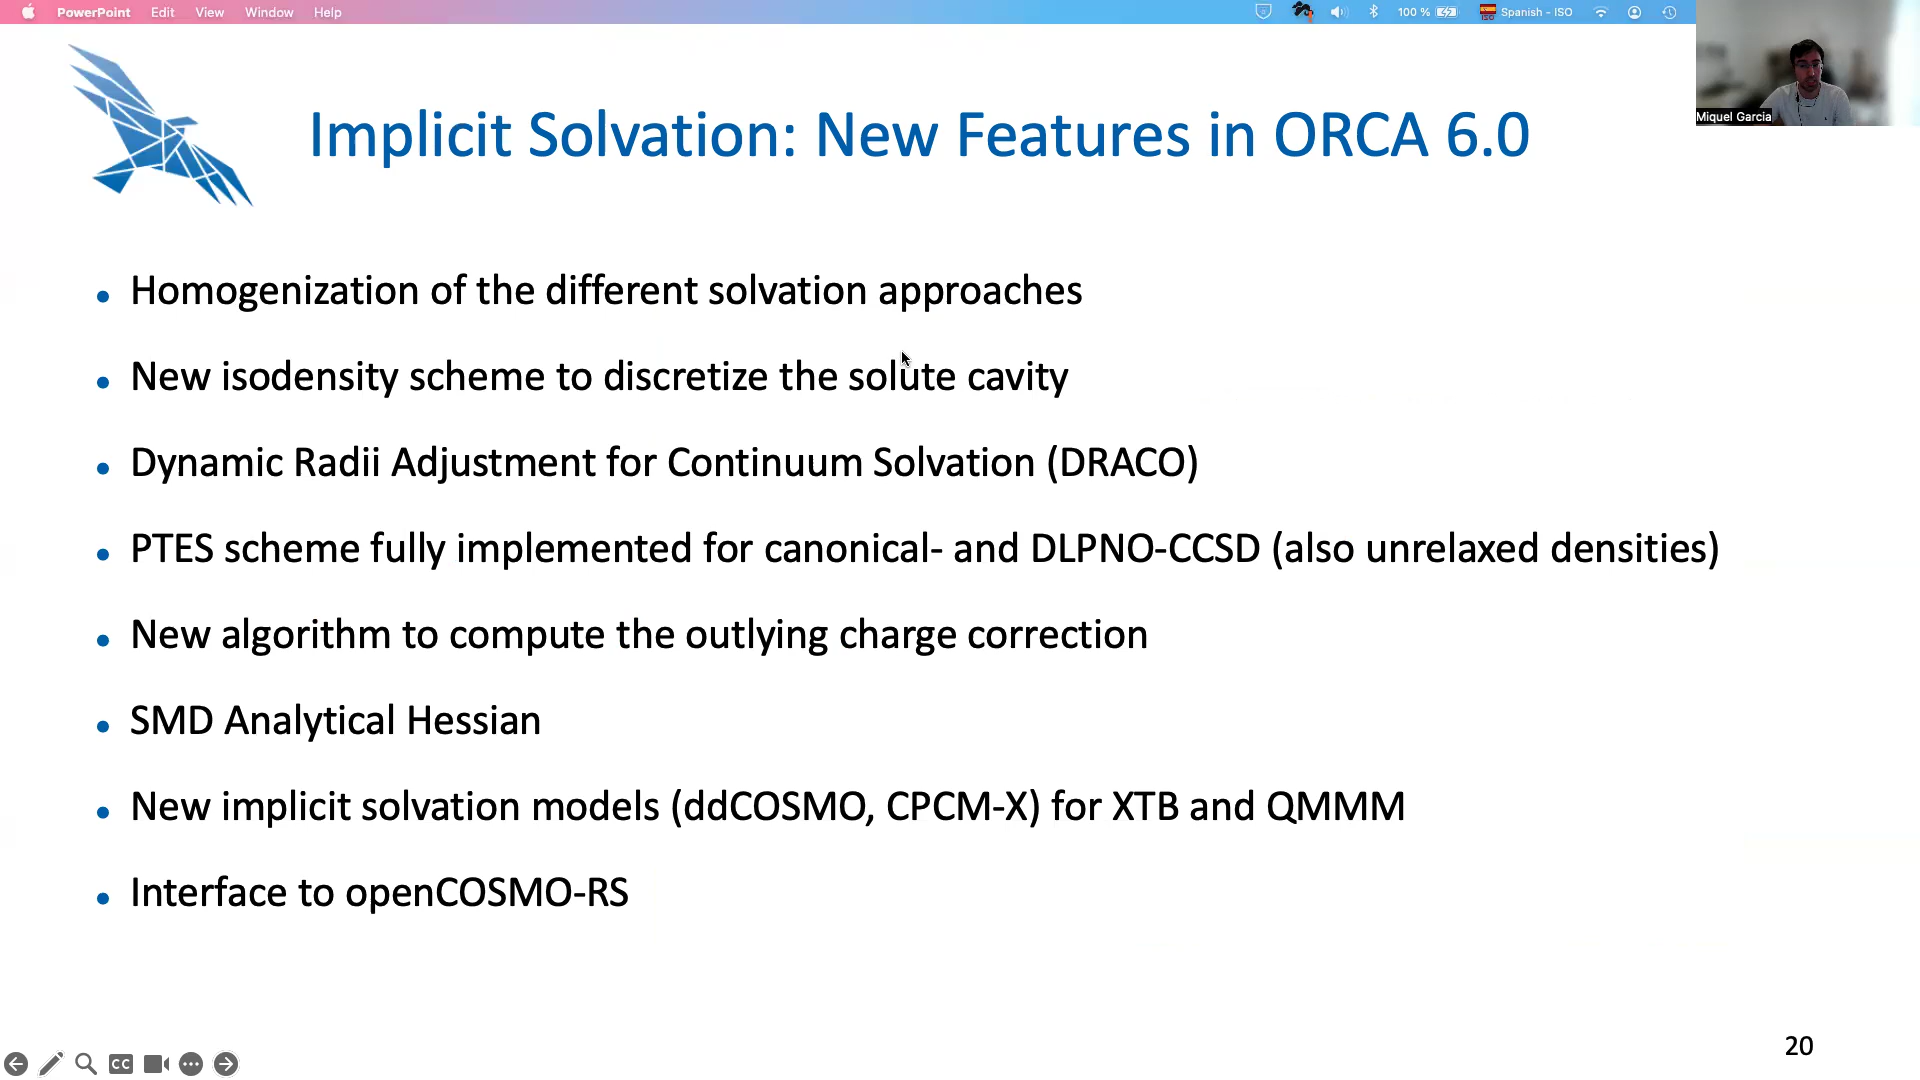 PowerPoint Edit View Window Help
100 % ISO Spanish - ISO
Miquel Garcia
Implicit Solvation: New Features in ORCA 6.0
Homogenization of the different solvation approaches
New isodensity scheme to discretize the solute cavity
Dynamic Radii Adjustment for Continuum Solvation (DRACO)
PTES scheme fully implemented for canonical- and DLPNO-CCSD (also unrelaxed densities)
New algorithm to compute the outlying charge correction
SMD Analytical Hessian
New implicit solvation models (ddCOSMO, CPCM-X) for XTB and QMMM
Interface to openCOSMO-RS
20
CC